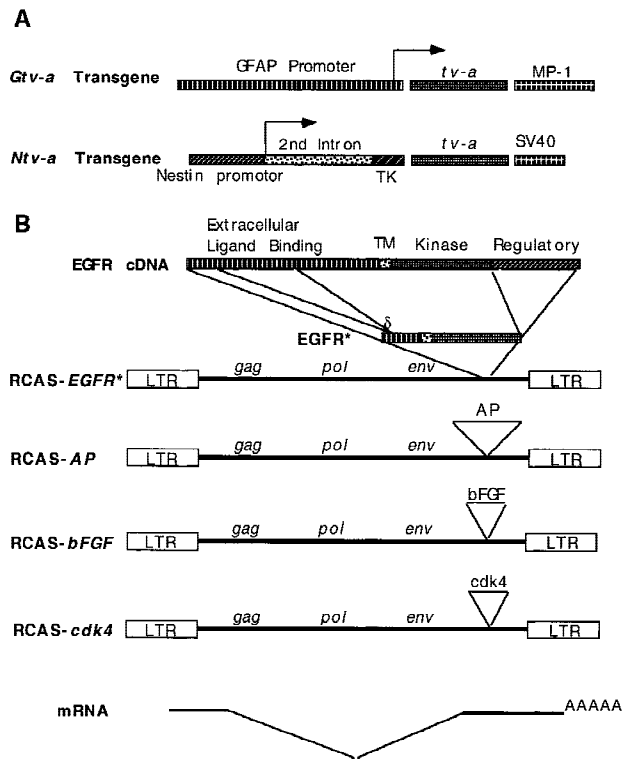 A
Gtv-a Transgene
GFAP Promoter
tv-a
MP-1
Ntv-a Transgene
2nd Intron
tv-a
SV40
Nestin promotor
TK
B
Extracellular
Ligand Binding
TM
Kinase
Regulatory
EGFR cDNA
δ
EGFR*
RCAS-EGFR*
LTR
gag
pol
env
LTR
AP
RCAS-AP
LTR
gag
pol
env
LTR
bFGF
RCAS-bFGF
LTR
gag
pol
env
LTR
cdk4
RCAS-cdk4
LTR
gag
pol
env
LTR
mRNA
AAAAA